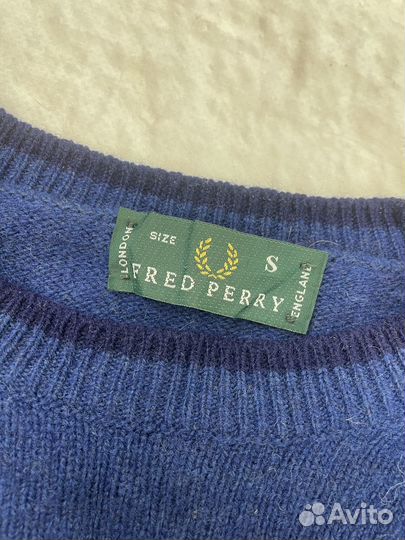 LONDON
SIZE S
FRED PERRY
ENGLAND
Avito